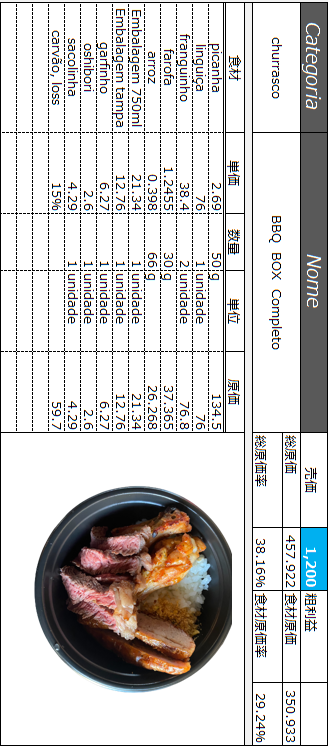 Categoria Nome
churrasco BBQ BOX Completo
食材 単価 数量 単位 原価
picanha 2.69 50 g 134.5
linguiça 76 1 unidade 76
franguinho 38.4 2 unidade 76.8
farofa 1.2455 30 g 37.365
arroz 0.398 66 g 26.268
Embalagem 750ml 21.34 1 unidade 21.34
Embalagem tampa 12.76 1 unidade 12.76
garfinho 6.27 1 unidade 6.27
oshibori 2.6 1 unidade 2.6
sacolinha 4.29 1 unidade 4.29
carvão, loss 15% 59.7
売価 1,200 粗利益
総原価 457.922 食材原価 350.933
総原価率 38.16% 食材原価率 29.24%